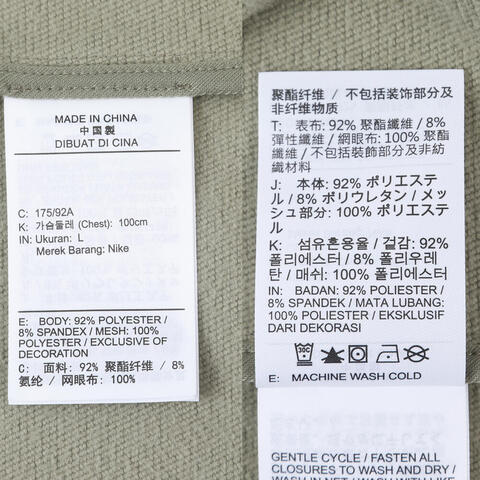 MADE IN CHINA
中国製
DIBUAT DI CINA
C: 175/92A
K: 가슴둘레 (Chest): 100cm
IN: Ukuran: L
Merek Barang: Nike
E: BODY: 92% POLYESTER /
8% SPANDEX / MESH: 100%
POLYESTER / EXCLUSIVE OF
DECORATION
C: 面料: 92% 聚酯纤维 / 8%
氨纶 / 网眼布: 100%
聚酯纤维 / 不包括装饰部分及
非纤维物质
T: 表布: 92% 聚酯纖維 / 8%
彈性纖維 / 網眼布: 100% 聚酯
纖維 / 不包括裝飾部分及非紡
織材料
J: 本体: 92% ポリエステル
/ 8% ポリウレタン / メッ
シュ部分: 100% ポリエステル
K: 섬유혼용율 / 겉감: 92%
폴리에스터 / 8% 폴리우레
탄 / 매쉬: 100% 폴리에스터
IN: BADAN: 92% POLIESTER /
8% SPANDEX / MATA LUBANG:
100% POLIESTER / EKSKLUSIF
DARI DEKORASI
E: MACHINE WASH COLD
GENTLE CYCLE / FASTEN ALL
CLOSURES TO WASH AND DRY /
WASH IN NET / WASH WITH LIKE